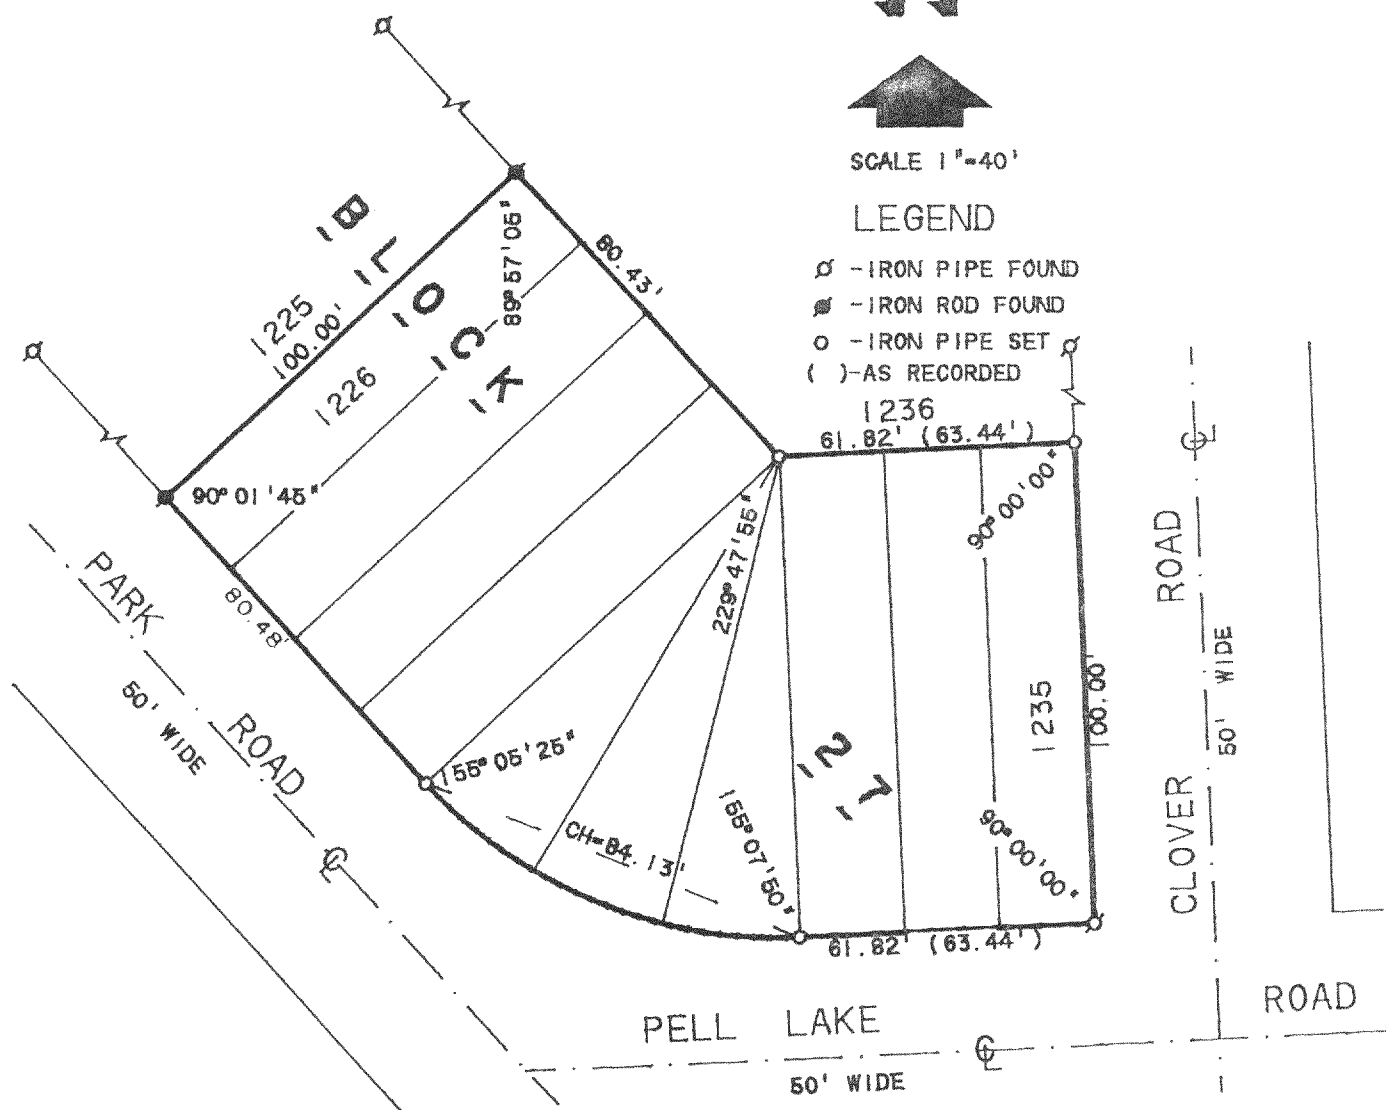 SCALE 1"=40'
LEGEND
-IRON PIPE FOUND
-IRON ROD FOUND
-IRON PIPE SET
( )-AS RECORDED
1236
61.82' (63.44')
BLOCK
89° 57' 05"
80.43'
1225
100.00'
1226
90° 01' 45"
80.48'
PARK ROAD
50' WIDE
155° 05' 25"
CH=84.13'
229° 47' 55"
155° 07' 50"
27
90° 00' 00"
1235
100.00'
90° 00' 00"
61.82' (63.44')
CLOVER ROAD
50' WIDE
PELL LAKE ROAD
50' WIDE